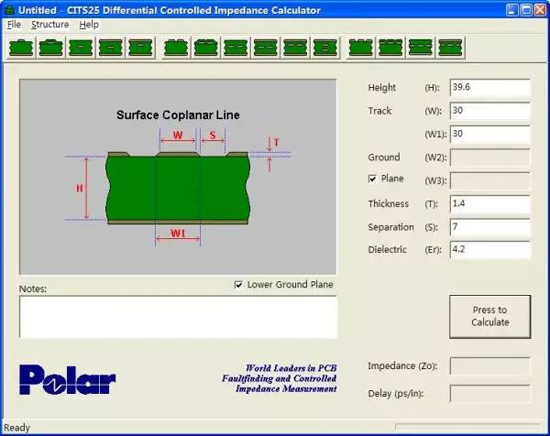 Untitled - CITS25 Differential Controlled Impedance Calculator
File Structure Help
Surface Coplanar Line
W
S
T
H
W1
Height (H): 39.6
Track (W): 30
(W1): 30
Ground (W2):
Plane (W3):
Thickness (T): 1.4
Separation (S): 7
Dielectric (Er): 4.2
Notes:
Lower Ground Plane
Press to
Calculate
Polar
World Leaders in PCB
Faultfinding and Controlled
Impedance Measurement
Impedance (Zo):
Delay (ps/in):
Ready